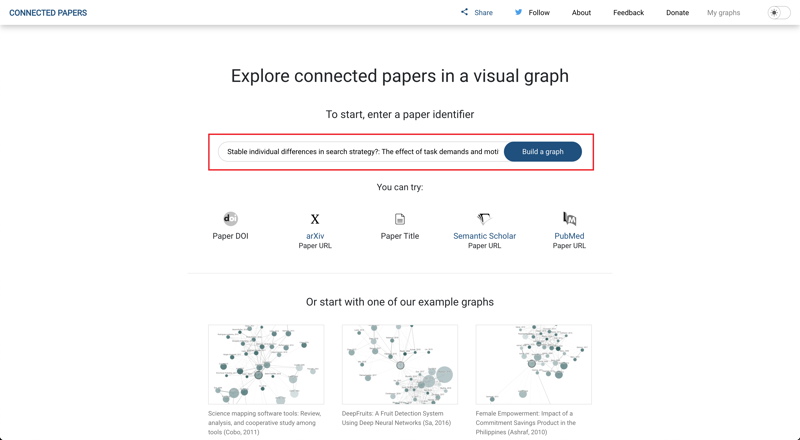 CONNECTED PAPERS
Share
Follow
About
Feedback
Donate
My graphs
Explore connected papers in a visual graph
To start, enter a paper identifier
Stable individual differences in search strategy?: The effect of task demands and moti
Build a graph
You can try:
Paper DOI
arXiv
Paper URL
Paper Title
Semantic Scholar
Paper URL
PubMed
Paper URL
Or start with one of our example graphs
Science mapping software tools: Review,
analysis, and cooperative study among
tools (Cobo, 2011)
DeepFruits: A Fruit Detection System
Using Deep Neural Networks (Sa, 2016)
Female Empowerment: Impact of a
Commitment Savings Product in the
Philippines (Ashraf, 2010)